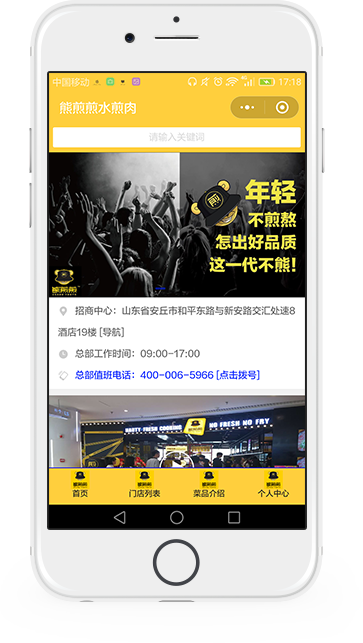 中国移动
4G
17:18
熊煎煎水煎肉
请输入关键词
煎
年轻
不煎熬
怎出好品质
这一代不熊!
熊煎煎
招商中心：山东省安丘市和平东路与新安路交汇处速8
酒店19楼 [导航]
总部工作时间：09:00-17:00
总部值班电话：400-006-5966 [点击拨号]
HAPPY FRESH COOKING
NO FRESH NO FRY
首页
门店列表
菜品介绍
个人中心